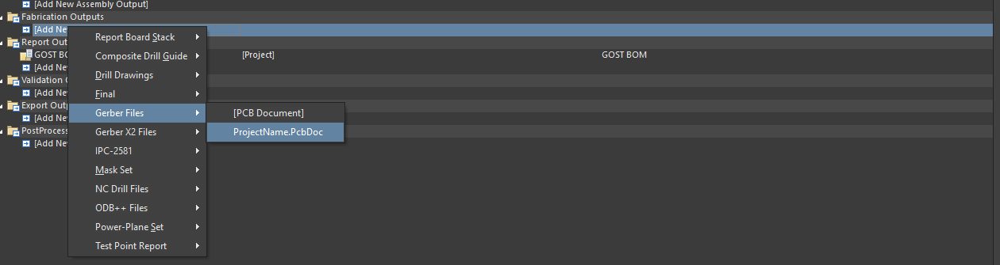 [Add New Assembly Output]
Fabrication Outputs
[Add Ne
Report Board Stack
Report Out
Composite Drill Guide
GOST BO
[Project]
GOST BOM
[Add Ne
Drill Drawings
Validation
[Add Ne
Final
Export Outp
Gerber Files
[PCB Document]
[Add Ne
PostProcess
Gerber X2 Files
ProjectName.PcbDoc
[Add Ne
IPC-2581
Mask Set
NC Drill Files
ODB++ Files
Power-Plane Set
Test Point Report